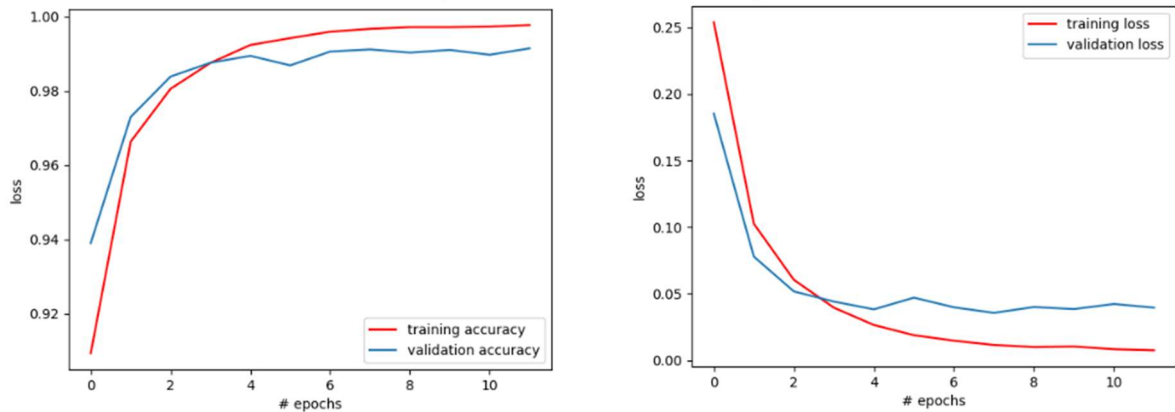 1.00
0.98
0.96
0.94
0.92
loss
training accuracy
validation accuracy
0 2 4 6 8 10
# epochs
0.25
0.20
0.15
0.10
0.05
0.00
loss
training loss
validation loss
0 2 4 6 8 10
# epochs